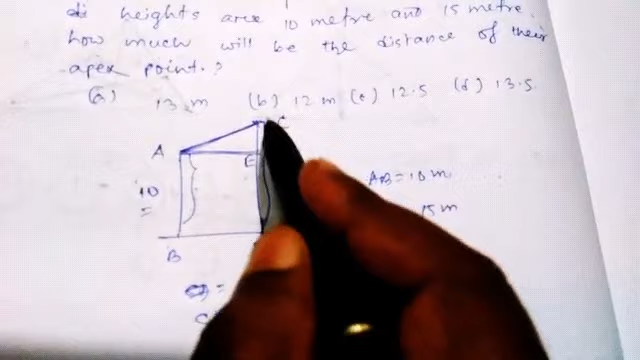 di heights are 10 metre and 15 metre.
how much will be the distance of their
apex point.?
(a) 13 m (b) 12 m (c) 12.5 (d) 13.5
C
A
E
AB = 10 m
10
=
15 m
B